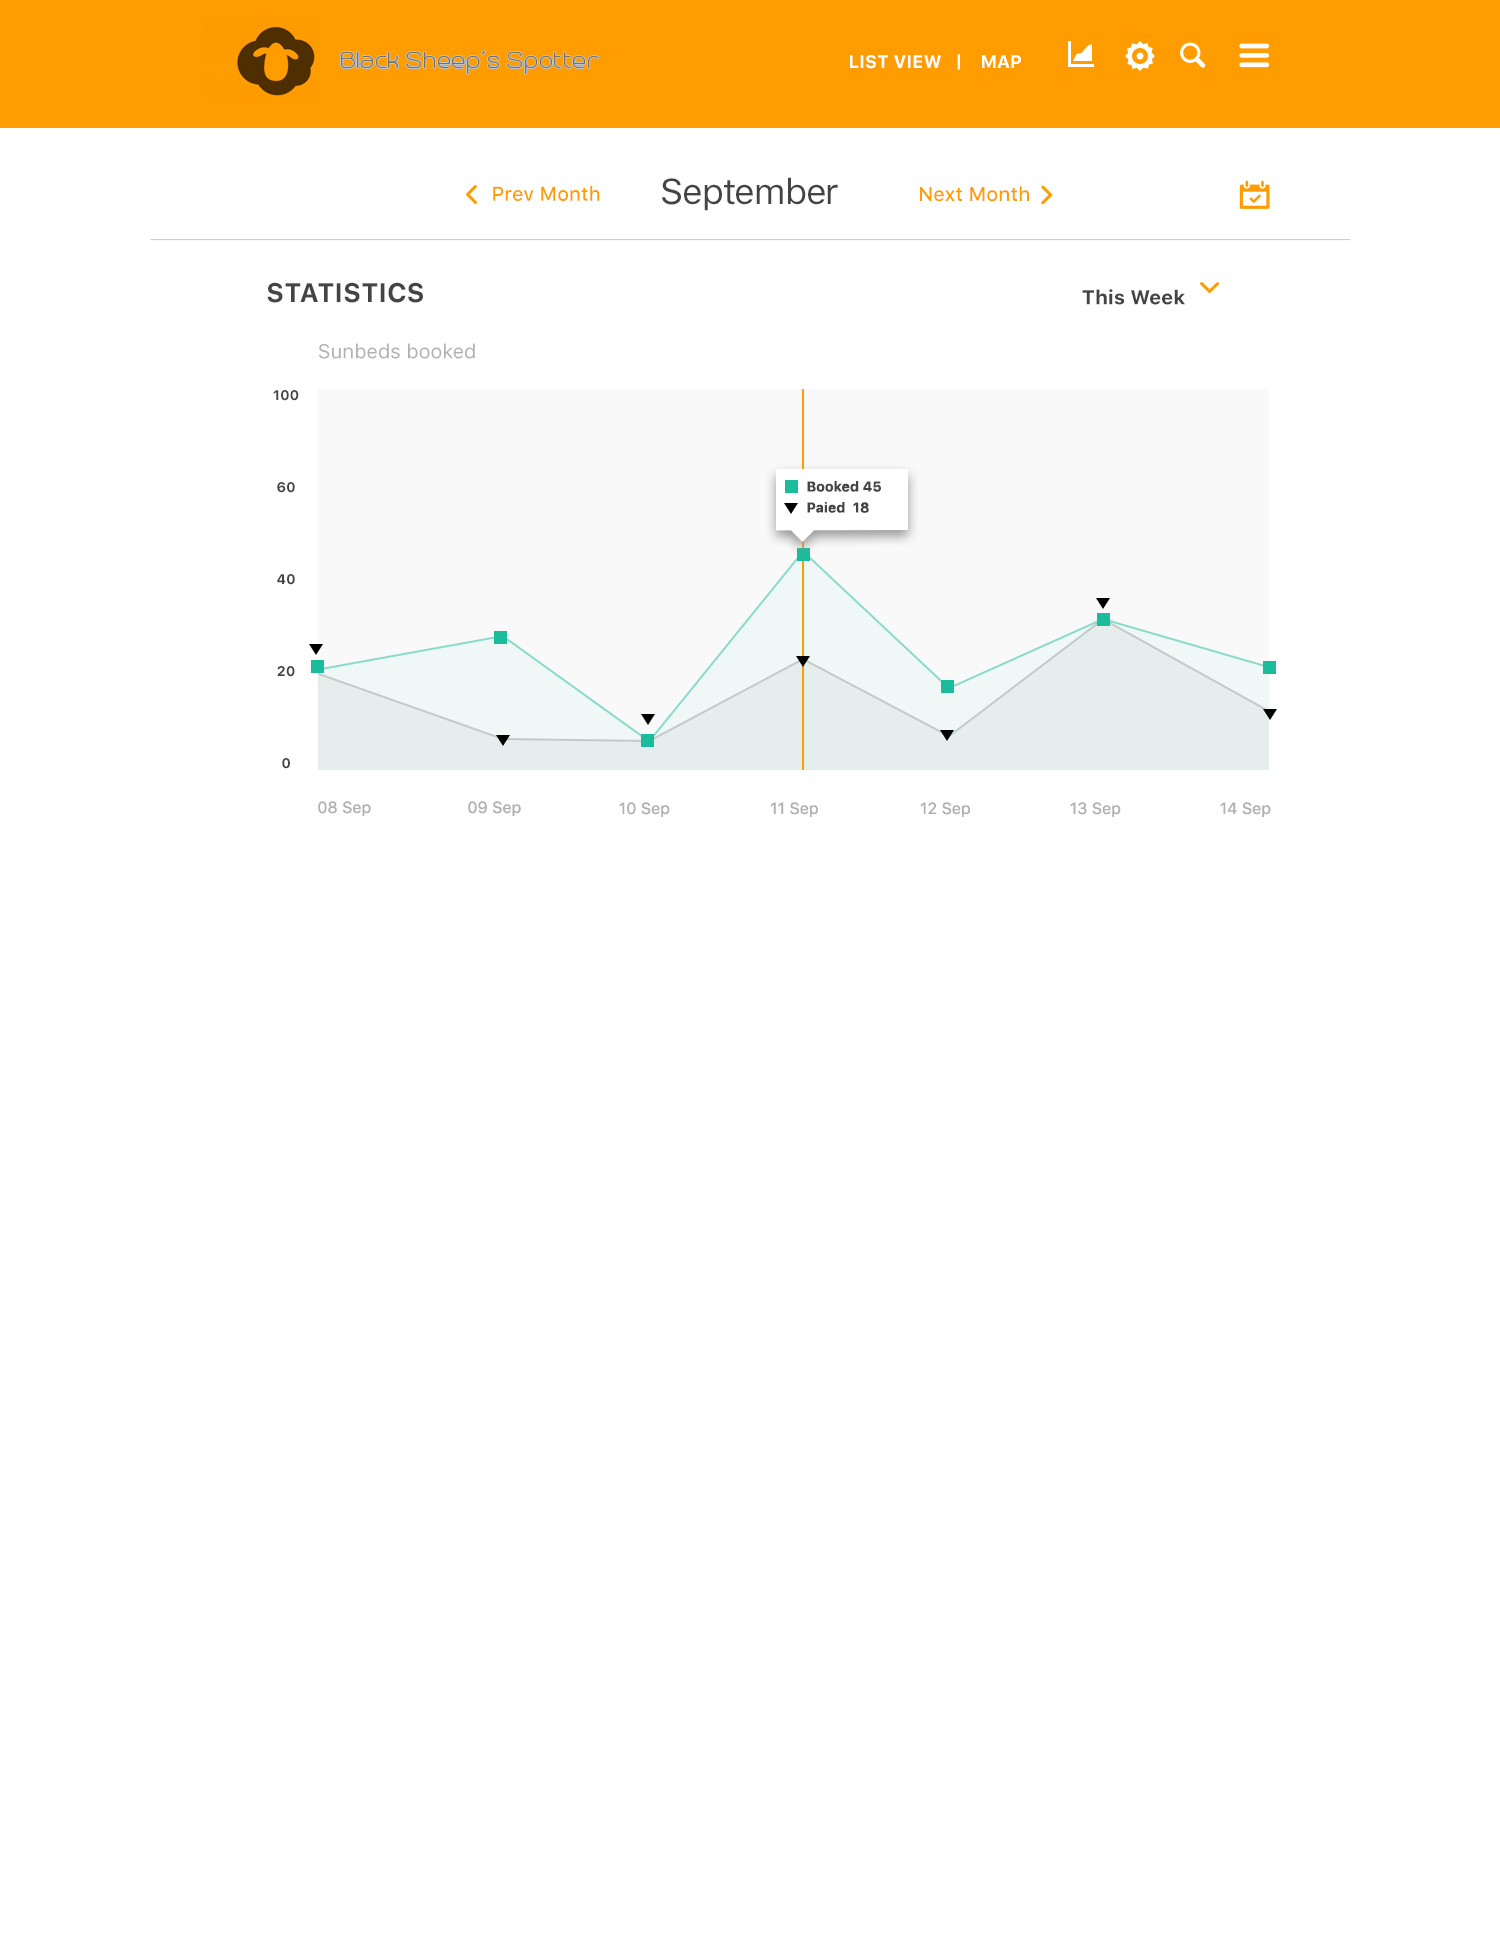 Black Sheep's Spotter
LIST VIEW | MAP
Prev Month
September
Next Month
STATISTICS
This Week
Sunbeds booked
100
60
40
20
0
Booked 45
Paied 18
08 Sep
09 Sep
10 Sep
11 Sep
12 Sep
13 Sep
14 Sep